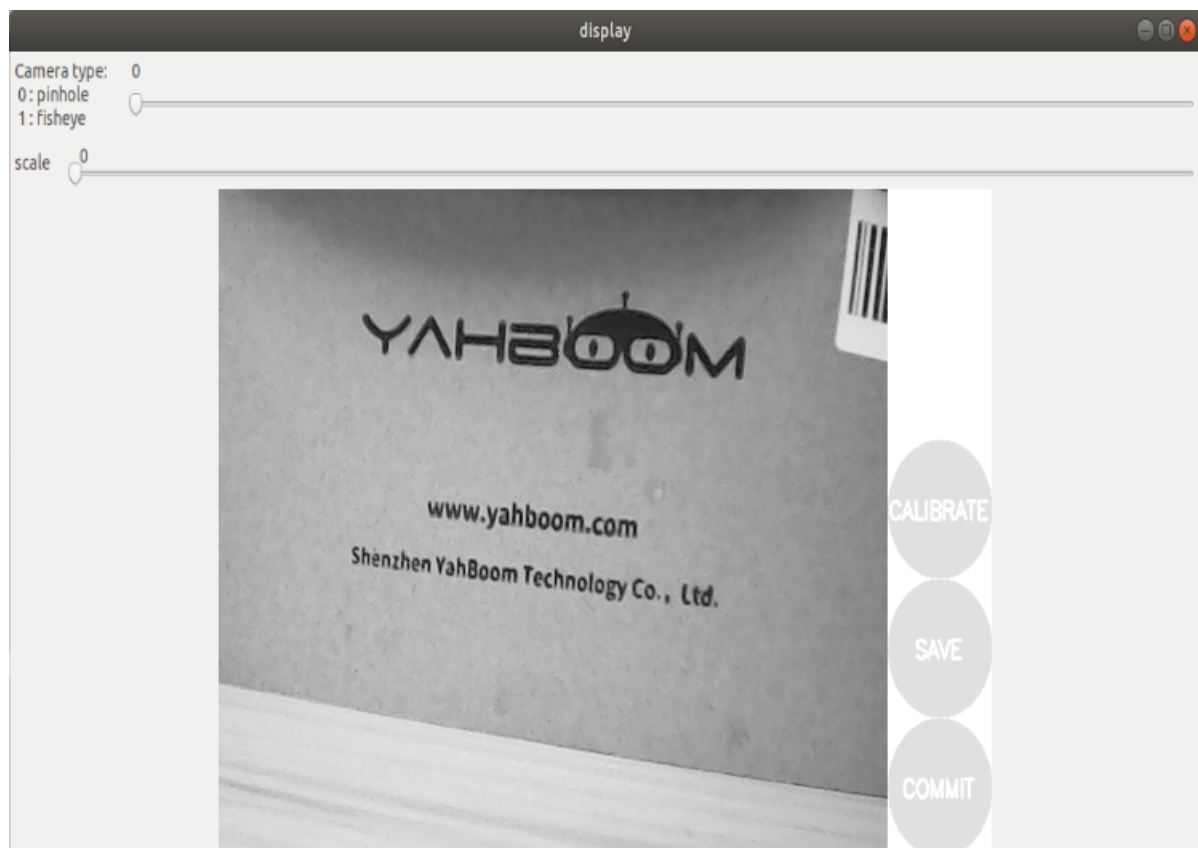 display
Camera type: 0
0 : pinhole
1 : fisheye
scale 0
YAHBOOM
www.yahboom.com
Shenzhen YahBoom Technology Co., Ltd.
CALIBRATE
SAVE
COMMIT